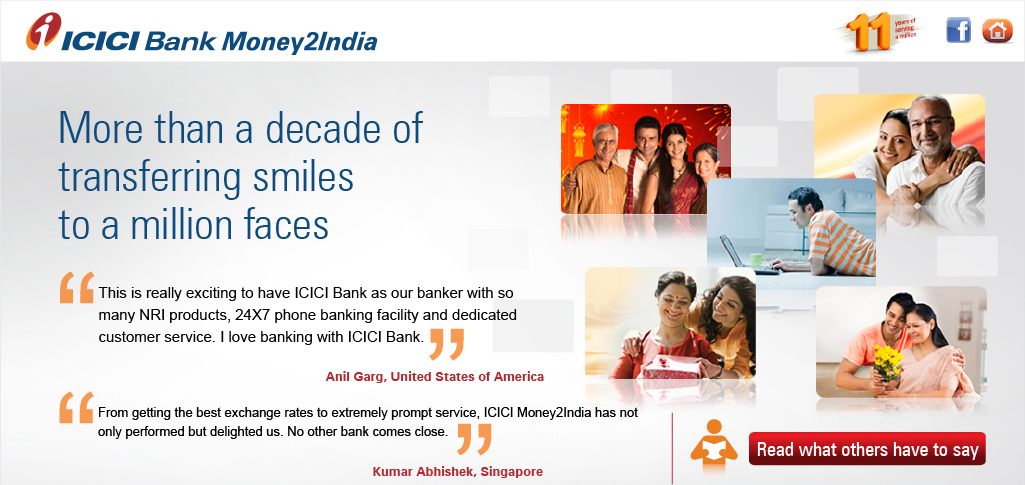 ICICI Bank Money2India
11 years of
serving
a million
More than a decade of
transferring smiles
to a million faces
“This is really exciting to have ICICI Bank as our banker with so
many NRI products, 24X7 phone banking facility and dedicated
customer service. I love banking with ICICI Bank.”
Anil Garg, United States of America
“From getting the best exchange rates to extremely prompt service, ICICI Money2India has not
only performed but delighted us. No other bank comes close.”
Kumar Abhishek, Singapore
Read what others have to say